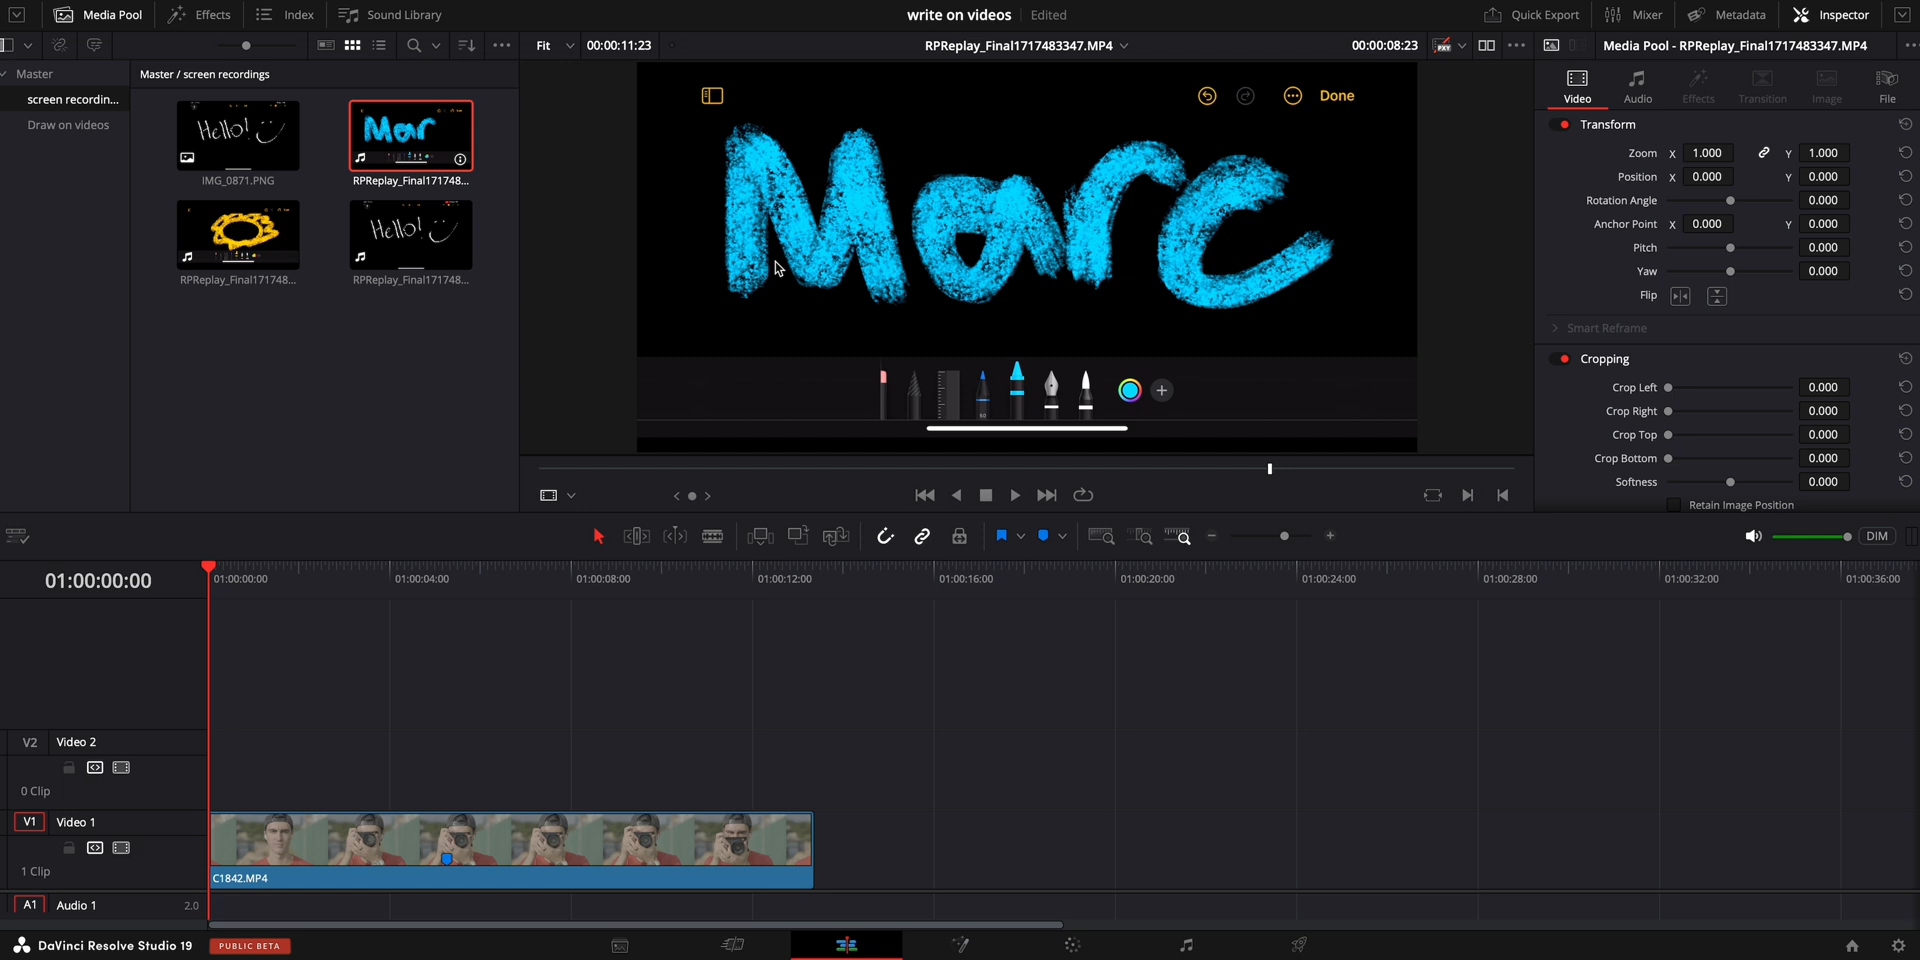 Media Pool Effects Index Sound Library write on videos Edited Quick Export Mixer Metadata Inspector
Fit 00:00:11:23 RPReplay_Final1717483347.MP4 00:00:08:23 Media Pool - RPReplay_Final1717483347.MP4
Master
screen recordin...
Draw on videos
Master / screen recordings
Hello!
IMG_0871.PNG
Mar
RPReplay_Final171748...
RPReplay_Final171748...
Hello!
RPReplay_Final171748...
Done
Marc
50
Video Audio Effects Transition Image File
Transform
Zoom X 1.000 Y 1.000
Position X 0.000 Y 0.000
Rotation Angle 0.000
Anchor Point X 0.000 Y 0.000
Pitch 0.000
Yaw 0.000
Flip
Smart Reframe
Cropping
Crop Left 0.000
Crop Right 0.000
Crop Top 0.000
Crop Bottom 0.000
Softness 0.000
Retain Image Position
DIM
01:00:00:00 01:00:00:00 01:00:04:00 01:00:08:00 01:00:12:00 01:00:16:00 01:00:20:00 01:00:24:00 01:00:28:00 01:00:32:00 01:00:36:00
V2 Video 2
0 Clip
V1 Video 1
1 Clip
C1842.MP4
A1 Audio 1 2.0
DaVinci Resolve Studio 19 PUBLIC BETA